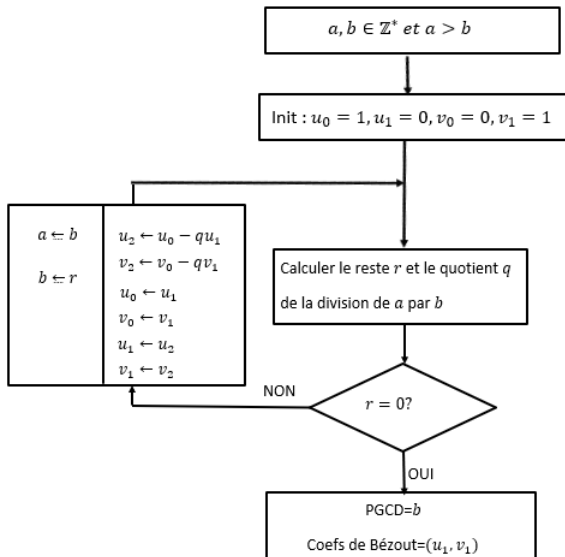 a, b ∈ ℤ* et a > b
Init : u₀ = 1, u₁ = 0, v₀ = 0, v₁ = 1
a ← b
b ← r
u₂ ← u₀ − qu₁
v₂ ← v₀ − qv₁
u₀ ← u₁
v₀ ← v₁
u₁ ← u₂
v₁ ← v₂
Calculer le reste r et le quotient q
de la division de a par b
NON
r = 0?
OUI
PGCD=b
Coefs de Bézout=(u₁, v₁)